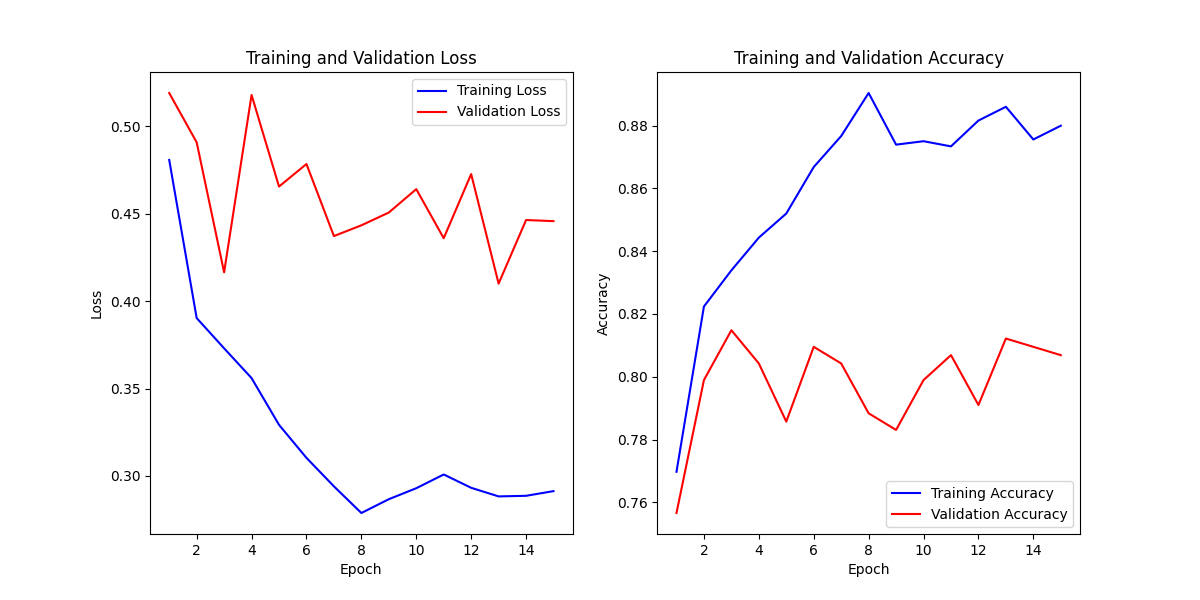 Training and Validation Loss
Training Loss
Validation Loss
0.50
0.45
0.40
0.35
0.30
Loss
2 4 6 8 10 12 14
Epoch
Training and Validation Accuracy
0.88
0.86
0.84
0.82
0.80
0.78
0.76
Accuracy
Training Accuracy
Validation Accuracy
2 4 6 8 10 12 14
Epoch